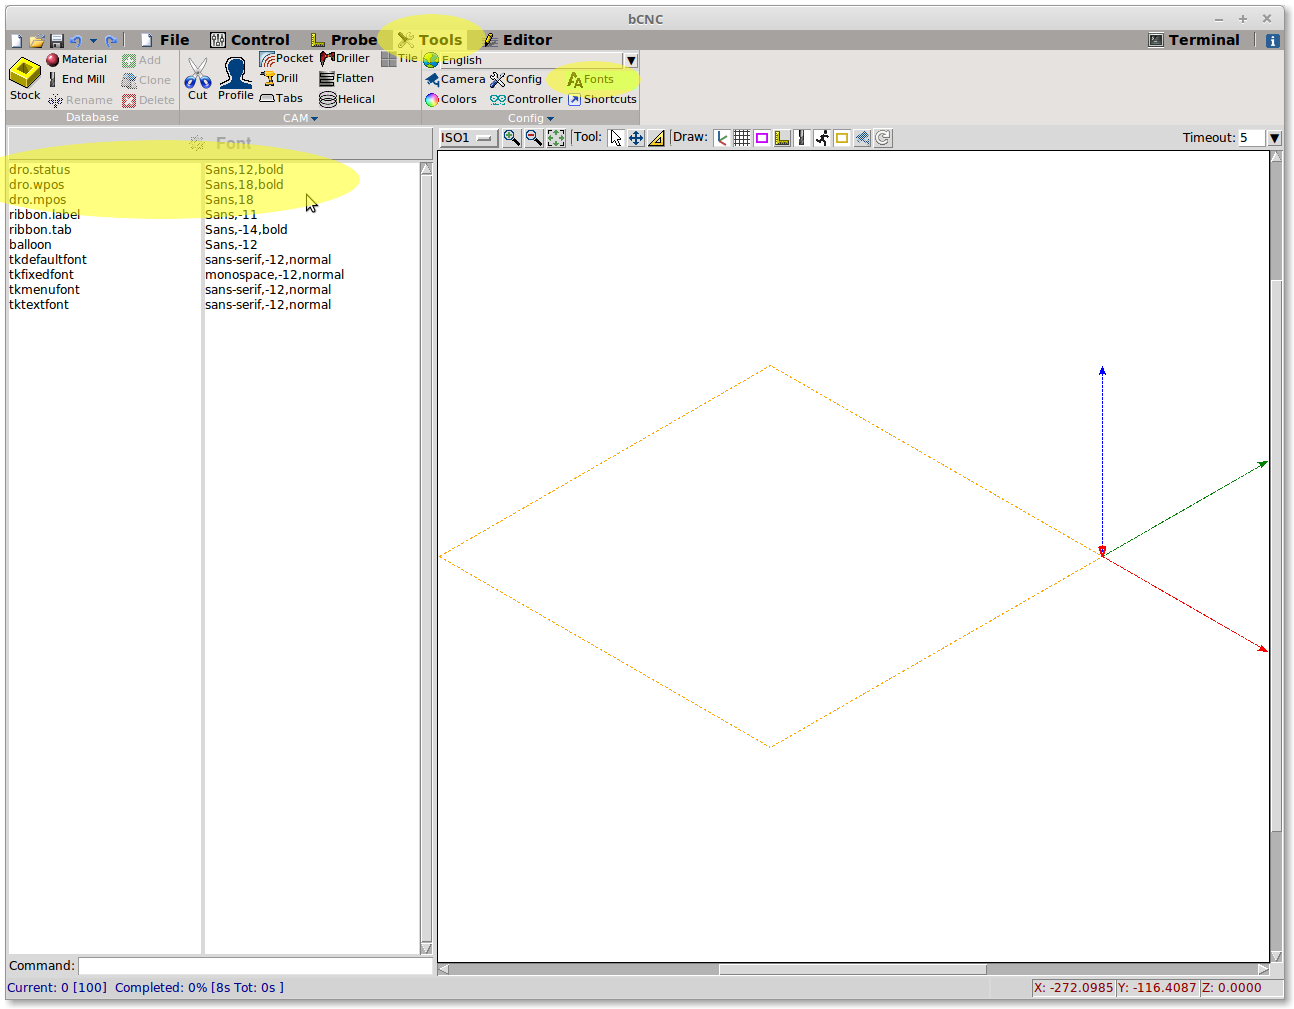 bCNC
File Control Probe Tools Editor Terminal
Stock
Material Add
End Mill Clone
Rename Delete
Database
Cut Profile
Pocket Driller Tile
Drill Flatten
Tabs Helical
CAM
English
Camera Config Fonts
Colors Controller Shortcuts
Config
Font
ISO1 Tool: Draw: Timeout: 5
dro.status Sans,12,bold
dro.wpos Sans,18,bold
dro.mpos Sans,18
ribbon.label Sans,-11
ribbon.tab Sans,-14,bold
balloon Sans,-12
tkdefaultfont sans-serif,-12,normal
tkfixedfont monospace,-12,normal
tkmenufont sans-serif,-12,normal
tktextfont sans-serif,-12,normal
Command:
Current: 0 [100] Completed: 0% [8s Tot: 0s ] X: -272.0985 Y: -116.4087 Z: 0.0000